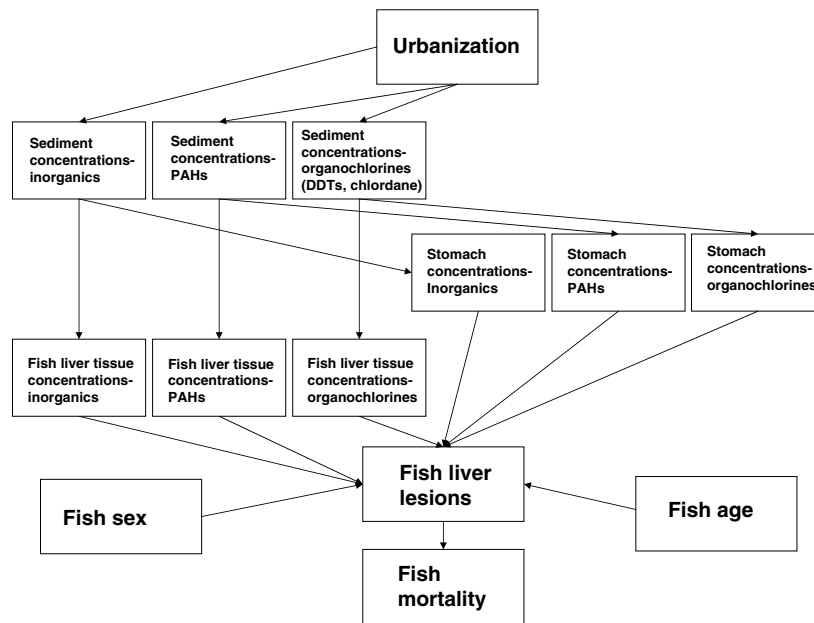 Urbanization
Sediment
concentrations-
inorganics
Sediment
concentrations-
PAHs
Sediment
concentrations-
organochlorines
(DDTs, chlordane)
Stomach
concentrations-
Inorganics
Stomach
concentrations-
PAHs
Stomach
concentrations-
organochlorines
Fish liver tissue
concentrations-
inorganics
Fish liver tissue
concentrations-
PAHs
Fish liver tissue
concentrations-
organochlorines
Fish liver
lesions
Fish sex
Fish age
Fish
mortality